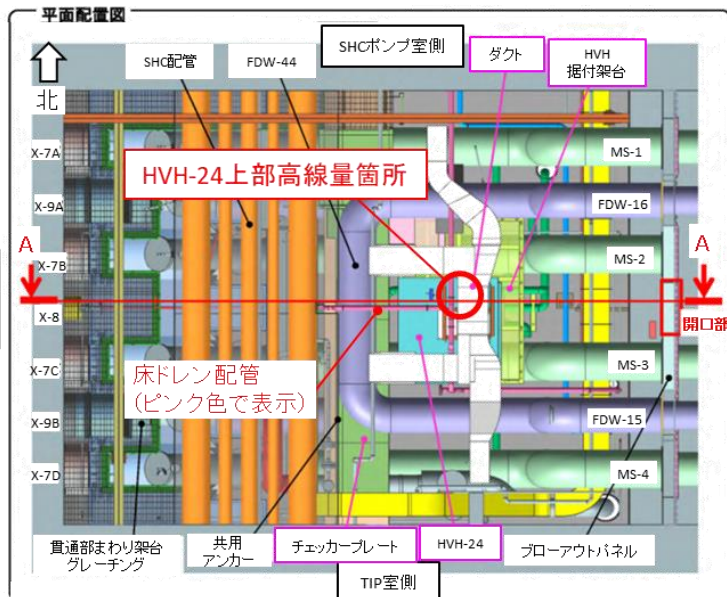 平面配置図
SHCポンプ室側
ダクト
HVH
据付架台
SHC配管
FDW-44
北
HVH-24上部高線量箇所
X-7A
MS-1
X-9A
FDW-16
A
A
X-7B
MS-2
X-8
開口部
X-7C
MS-3
床ドレン配管
(ピンク色で表示)
X-9B
FDW-15
X-7D
MS-4
貫通部まわり架台
グレーチング
共用
アンカー
チェッカープレート
HVH-24
ブローアウトパネル
TIP室側